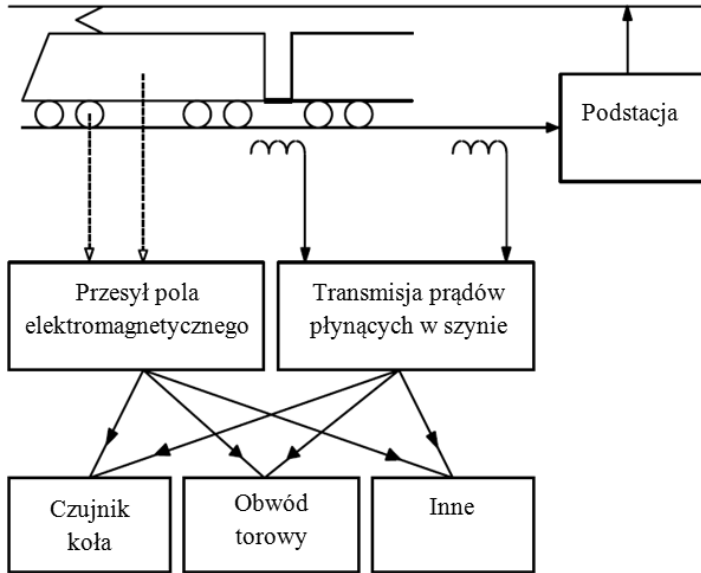 Podstacja
Przesył pola
elektromagnetycznego
Transmisja prądów
płynących w szynie
Czujnik
koła
Obwód
torowy
Inne